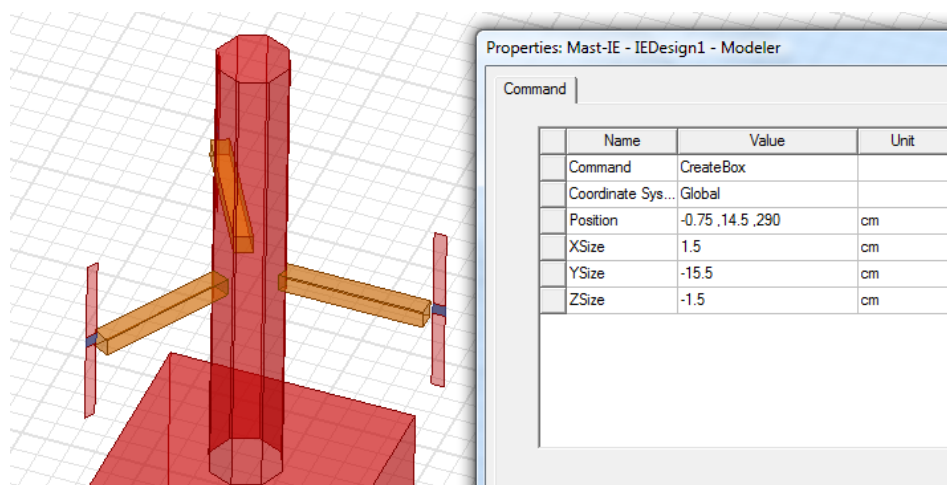 Properties: Mast-IE - IEDesign1 - Modeler
Command
Name Value Unit
Command CreateBox
Coordinate Sys... Global
Position -0.75 ,14.5 ,290 cm
XSize 1.5 cm
YSize -15.5 cm
ZSize -1.5 cm